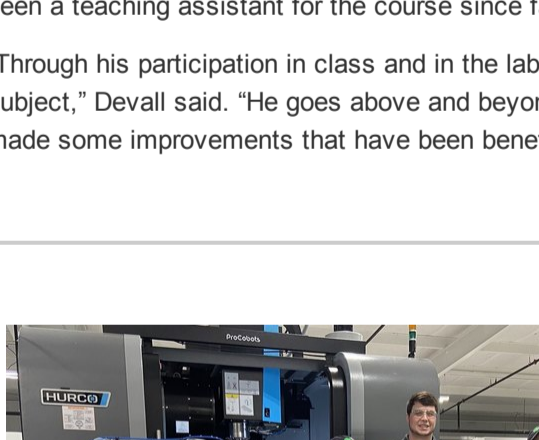 een a teaching assistant for the course since f
Through his participation in class and in the lab
ubject,” Devall said. “He goes above and beyon
made some improvements that have been bene
ProCobots
HURCO